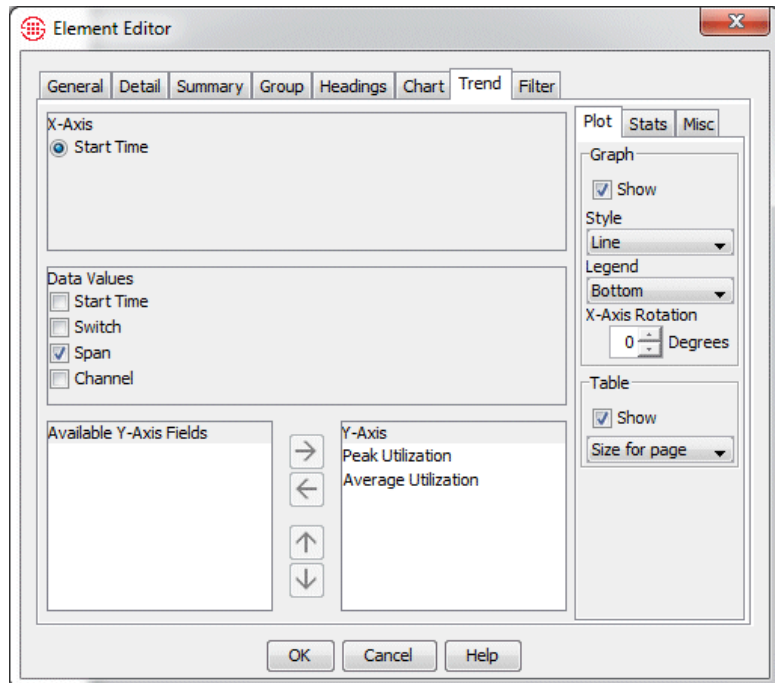 Element Editor
General Detail Summary Group Headings Chart Trend Filter
X-Axis
Start Time
Data Values
Start Time
Switch
Span
Channel
Available Y-Axis Fields
Y-Axis
Peak Utilization
Average Utilization
Plot Stats Misc
Graph
Show
Style
Line
Legend
Bottom
X-Axis Rotation
0 Degrees
Table
Show
Size for page
OK Cancel Help